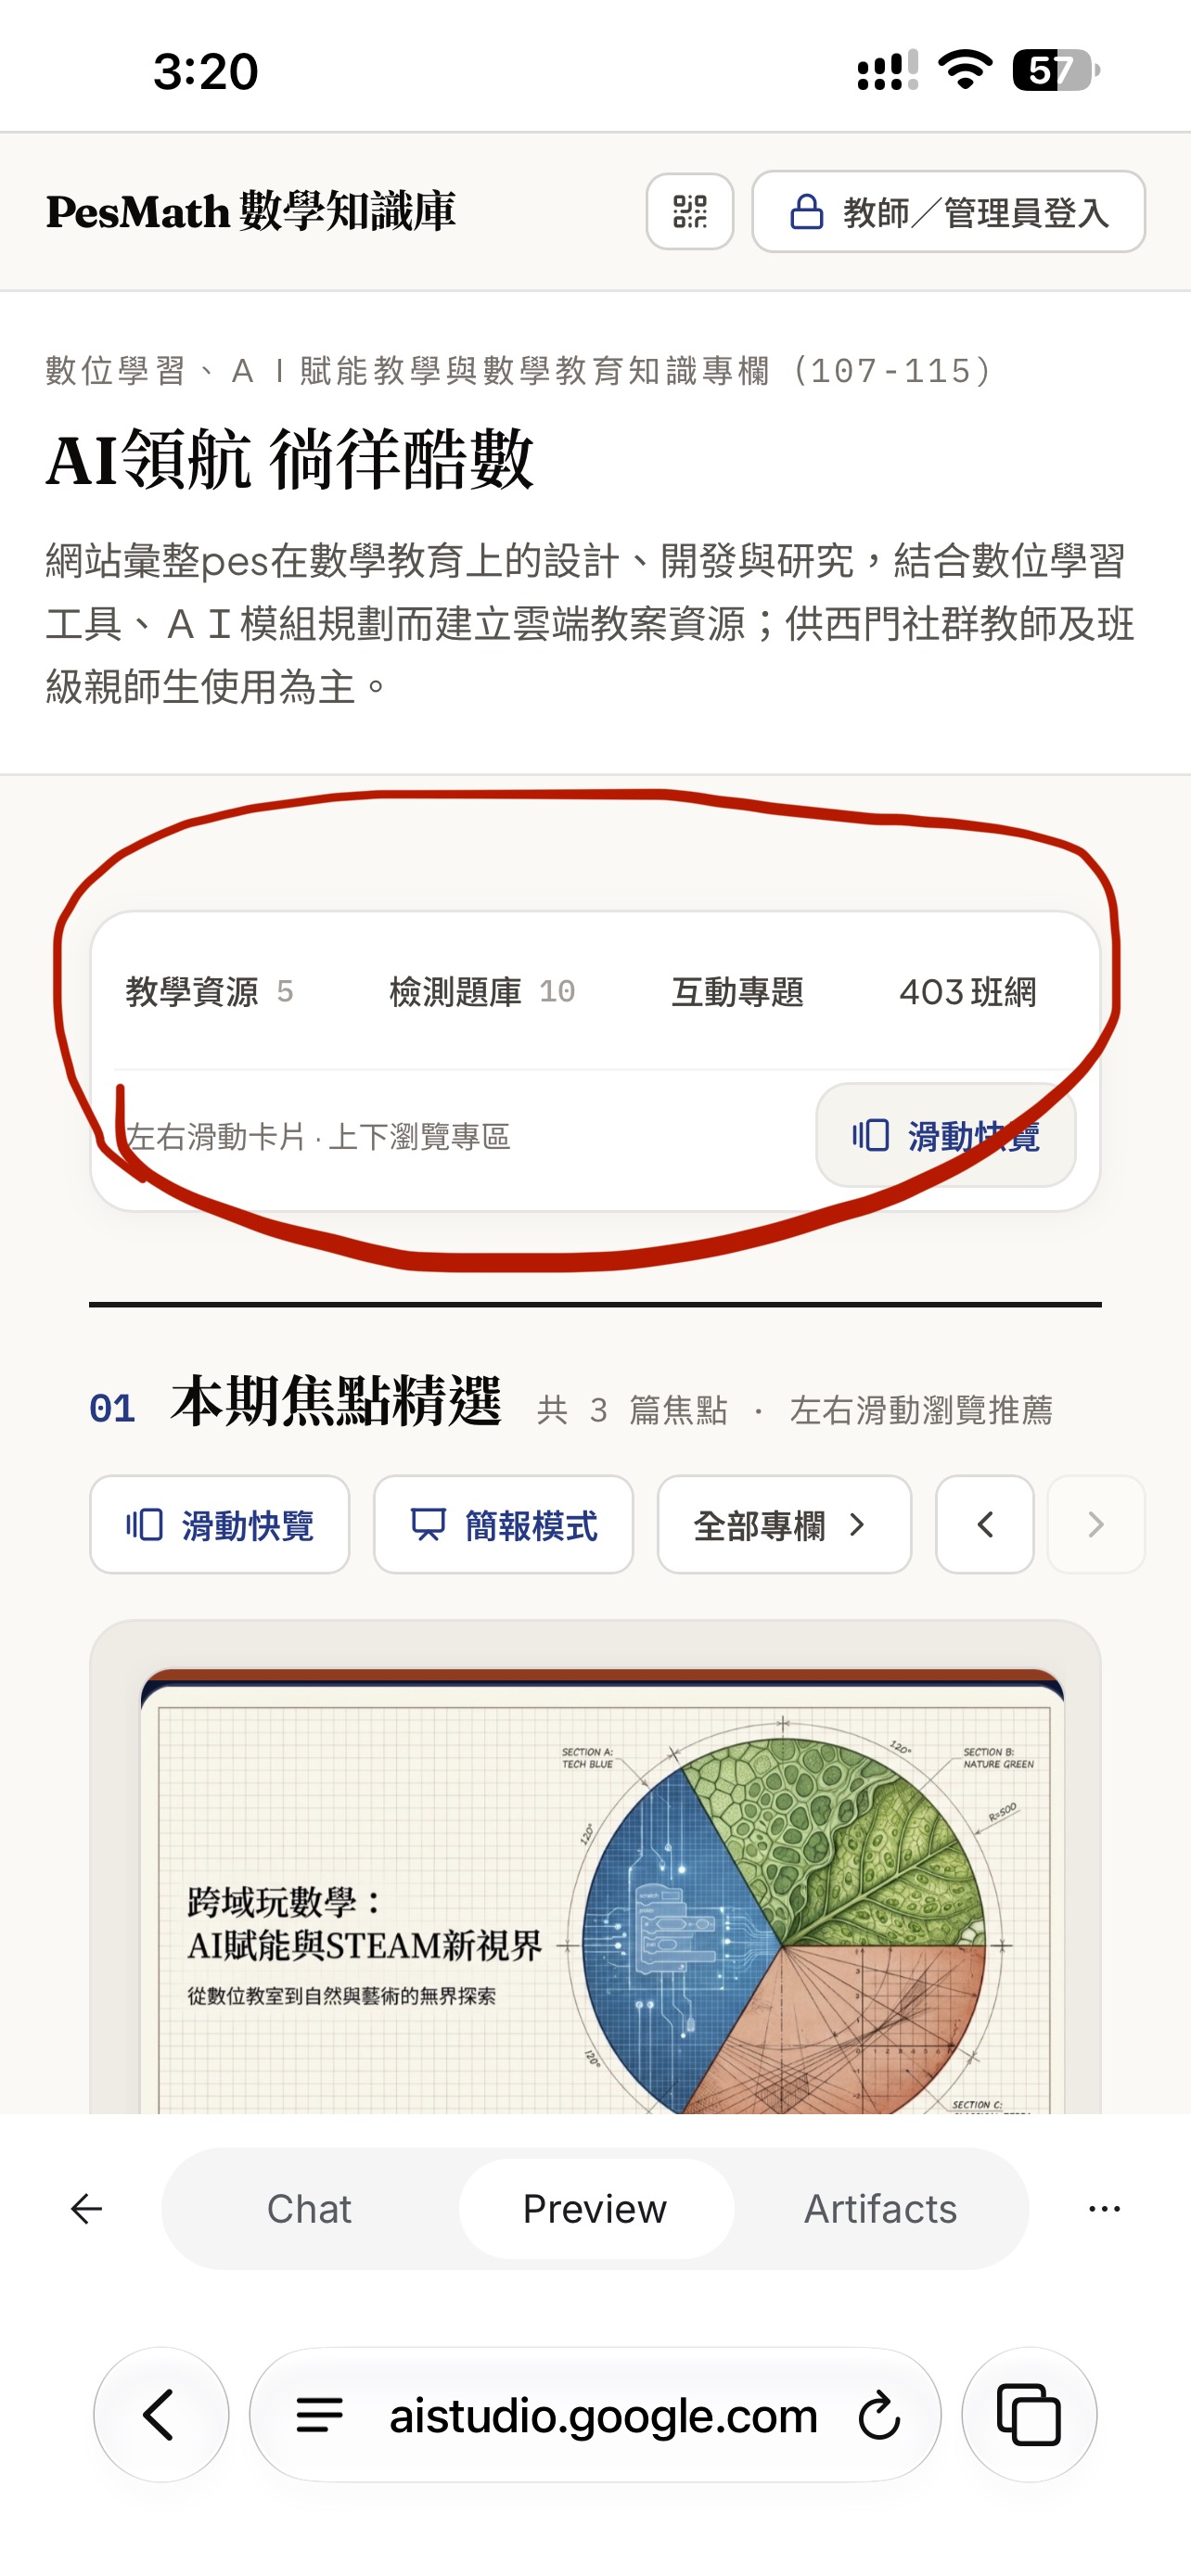 3:20
57
PesMath 數學知識庫
教師／管理員登入
數位學習、ＡＩ賦能教學與數學教育知識專欄 (107-115)
AI領航 徜徉酷數
網站彙整pes在數學教育上的設計、開發與研究，結合數位學習
工具、ＡＩ模組規劃而建立雲端教案資源；供西門社群教師及班
級親師生使用為主。
教學資源 5 檢測題庫 10 互動專題 403 班網
左右滑動卡片 · 上下瀏覽專區 滑動快覽
01 本期焦點精選 共 3 篇焦點 · 左右滑動瀏覽推薦
滑動快覽 簡報模式 全部專欄
SECTION A:
TECH BLUE
120°
SECTION B:
NATURE GREEN
R=500
120°
跨域玩數學：
AI賦能與STEAM新視界
從數位教室到自然與藝術的無界探索
120°
SECTION C:
Chat Preview Artifacts
aistudio.google.com